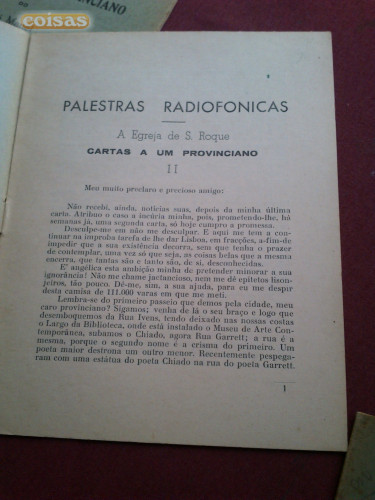 coisas
VINCIANO
PALESTRAS RADIOFONICAS
A Egreja de S. Roque
CARTAS A UM PROVINCIANO
II
Meu muito preclaro e precioso amigo:
Não recebi, ainda, notícias suas, depois da minha última
carta. Atribuo o caso a incúria minha, pois, prometendo-lhe, há
semanas já, uma segunda carta, só hoje cumpro a promessa.
Desculpe-me em não me desculpar. E aqui me tem a con-
tinuar na ímproba tarefa de lhe dar Lisboa, em fracções, a-fim-de
impedir que a sua existência decorra, sem que tenha o prazer
de contemplar, uma vez só que seja, as coisas belas que a mesma
encerra, que tantas são e tanto são, de si, desconhecidas.
E' angélica esta ambição minha de pretender minorar a sua
ignorância! Não me chame jactancioso, nem me dê epítetos lison-
jeiros, tão pouco. Dê-me, sim, a sua ajuda, para eu me despir
desta camisa de 111.000 varas em que me meti.
Lembra-se do primeiro passeio que demos pela cidade, meu
caro provinciano? Sigamos; venha de lá o seu braço e logo que
desemboquemos da Rua Ivens, tendo deixado nas nossas costas
o Largo da Biblioteca, onde está instalado o Museu de Arte Con-
temporânea, subamos o Chiado, agora Rua Garrett; a rua é a
mesma, porque o segundo nome é a crisma do primeiro. Um
poeta maior destrona um outro menor. Recentemente pespega-
ram com a estátua do poeta Chiado na rua do poeta Garrett.
1